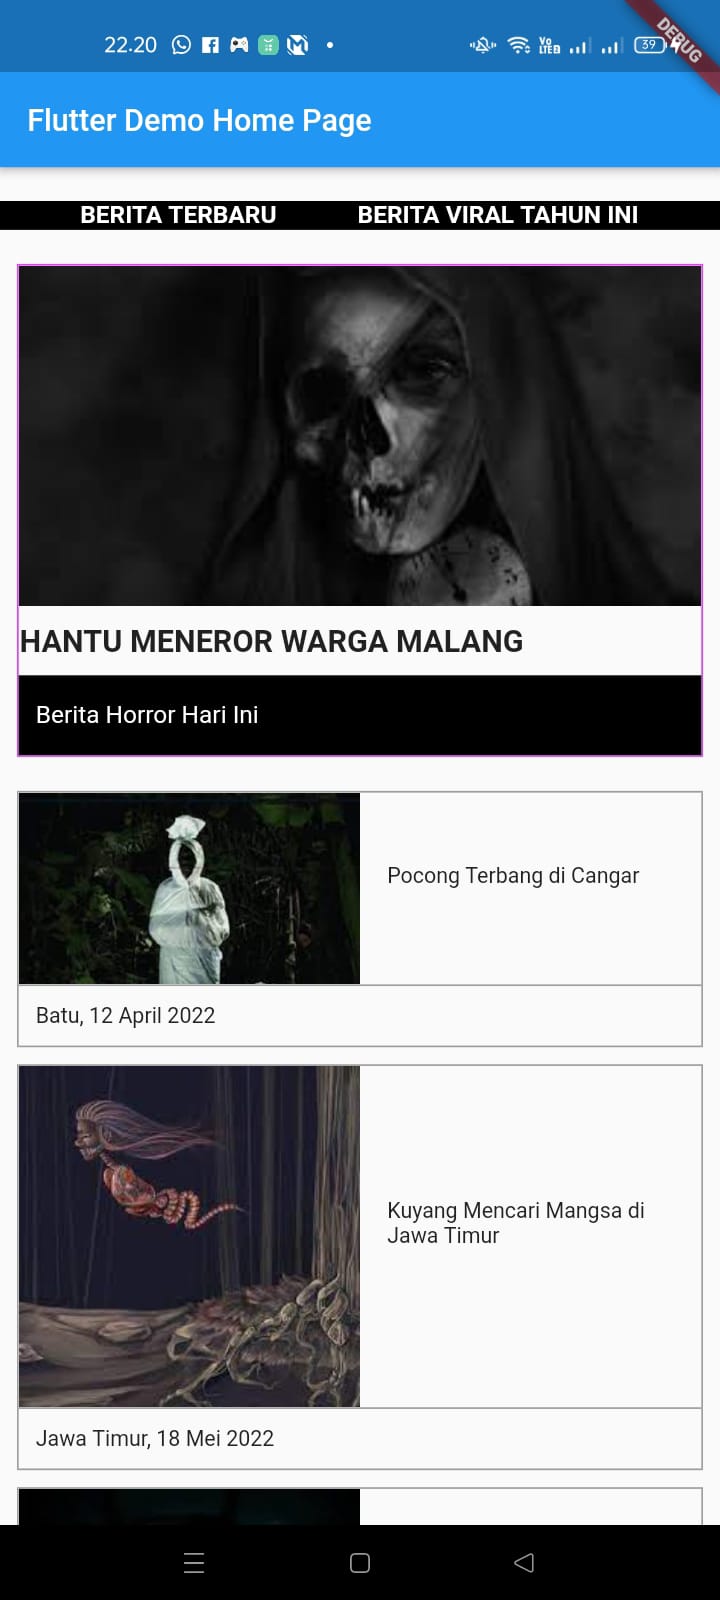 22.20
Vo
LTE2
39
DEBUG
Flutter Demo Home Page
BERITA TERBARU
BERITA VIRAL TAHUN INI
HANTU MENEROR WARGA MALANG
Berita Horror Hari Ini
Pocong Terbang di Cangar
Batu, 12 April 2022
Kuyang Mencari Mangsa di
Jawa Timur
Jawa Timur, 18 Mei 2022